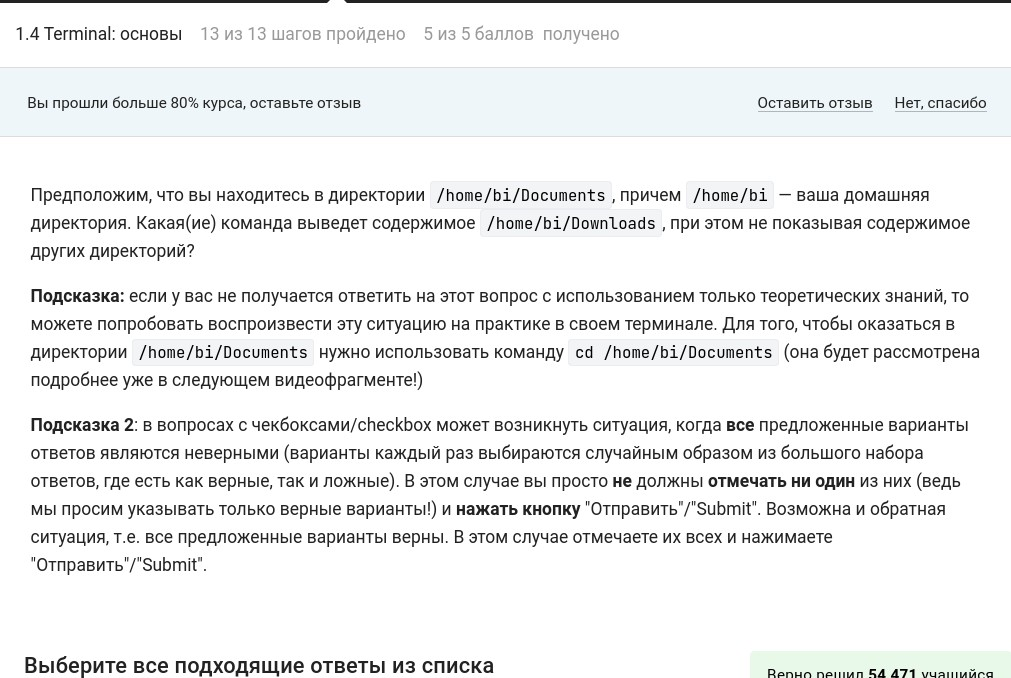 1.4 Terminal: основы 13 из 13 шагов пройдено 5 из 5 баллов получено
Вы прошли больше 80% курса, оставьте отзыв Оставить отзыв Нет, спасибо
Предположим, что вы находитесь в директории /home/bi/Documents , причем /home/bi — ваша домашняя
директория. Какая(ие) команда выведет содержимое /home/bi/Downloads , при этом не показывая содержимое
других директорий?
Подсказка: если у вас не получается ответить на этот вопрос с использованием только теоретических знаний, то
можете попробовать воспроизвести эту ситуацию на практике в своем терминале. Для того, чтобы оказаться в
директории /home/bi/Documents нужно использовать команду cd /home/bi/Documents (она будет рассмотрена
подробнее уже в следующем видеофрагменте!)
Подсказка 2: в вопросах с чекбоксами/checkbox может возникнуть ситуация, когда все предложенные варианты
ответов являются неверными (варианты каждый раз выбираются случайным образом из большого набора
ответов, где есть как верные, так и ложные). В этом случае вы просто не должны отмечать ни один из них (ведь
мы просим указывать только верные варианты!) и нажать кнопку "Отправить"/"Submit". Возможна и обратная
ситуация, т.е. все предложенные варианты верны. В этом случае отмечаете их всех и нажимаете
"Отправить"/"Submit".
Выберите все подходящие ответы из списка
Верно решил 54 471 учащийся